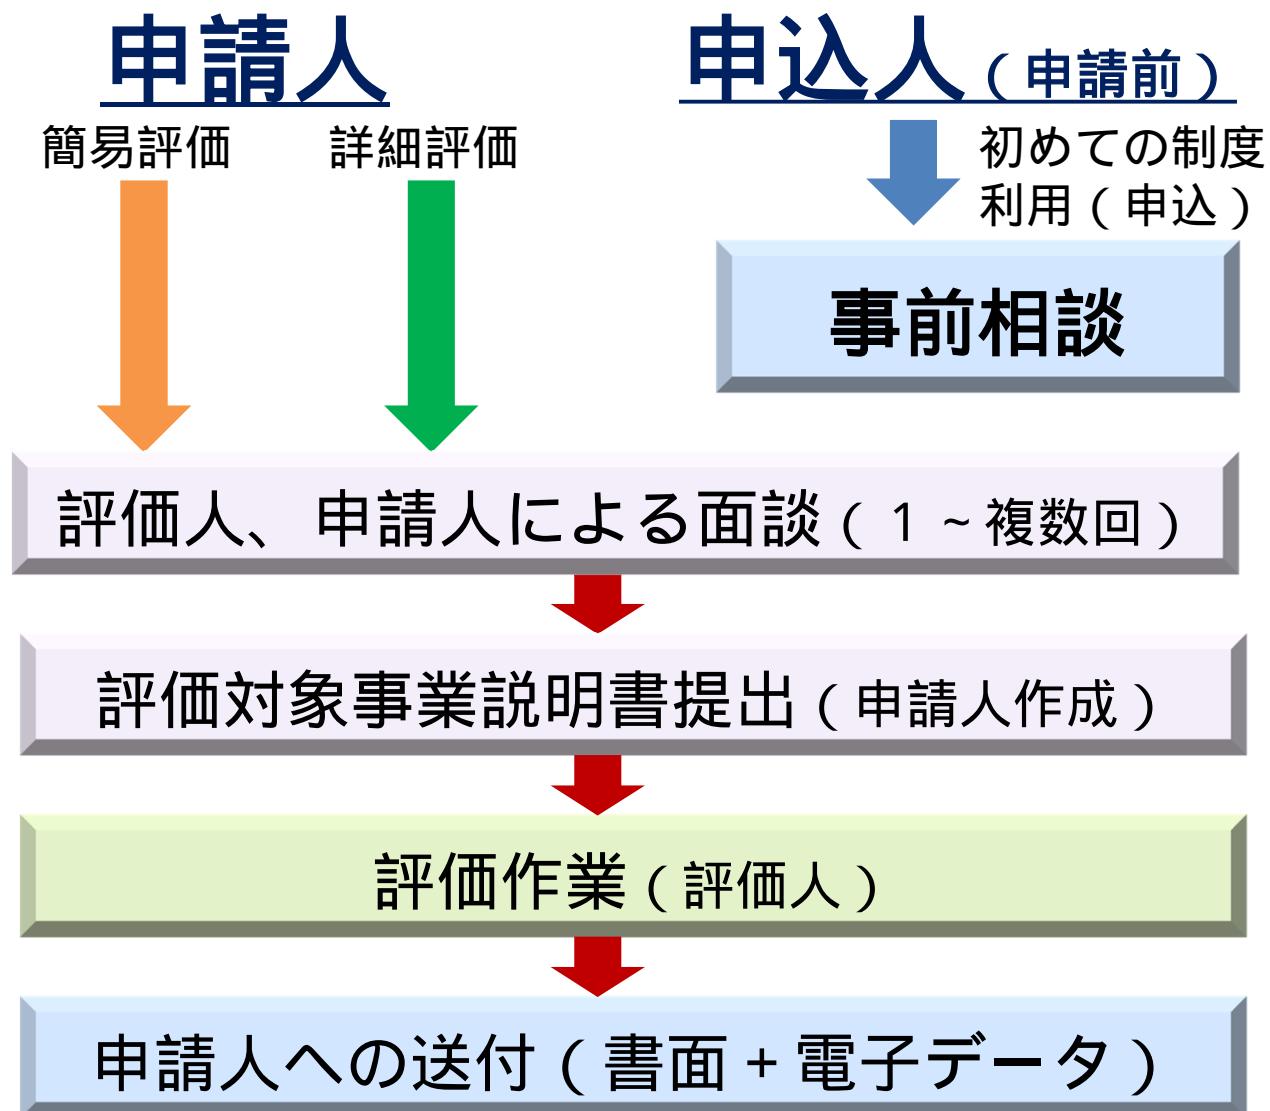 申請人
簡易評価
詳細評価
申込人（申請前）
初めての制度
利用（申込）
事前相談
評価人、申請人による面談（１～複数回）
評価対象事業説明書提出（申請人作成）
評価作業（評価人）
申請人への送付（書面＋電子データ）